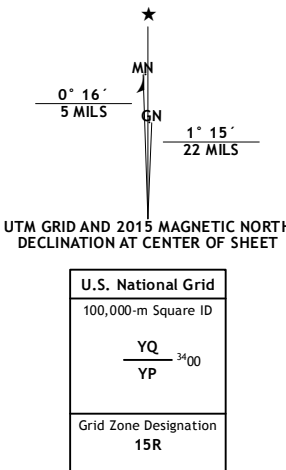 ★
MN
0° 16´
5 MILS
GN
1° 15´
22 MILS
UTM GRID AND 2015 MAGNETIC NORTH
DECLINATION AT CENTER OF SHEET
U.S. National Grid
100,000-m Square ID
YQ
³⁴00
YP
Grid Zone Designation
15R